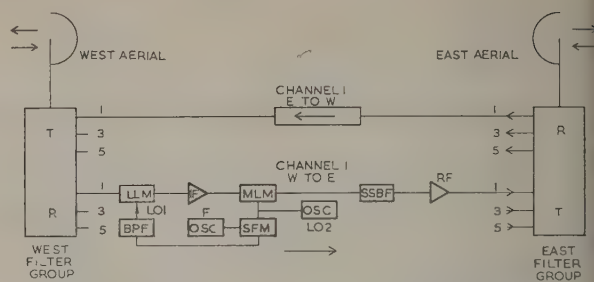 WEST AERIAL
EAST AERIAL
CHANNEL 1
E TO W
1
T
3
5
1
R
3
5
CHANNEL 1
W TO E
1
LLM
IF
MLM
SSBF
RF
1
R
3
LO1
F
OSC
3
T
5
BPF
OSC
SFM
LO2
5
WEST
FILTER
GROUP
EAST
FILTER
GROUP